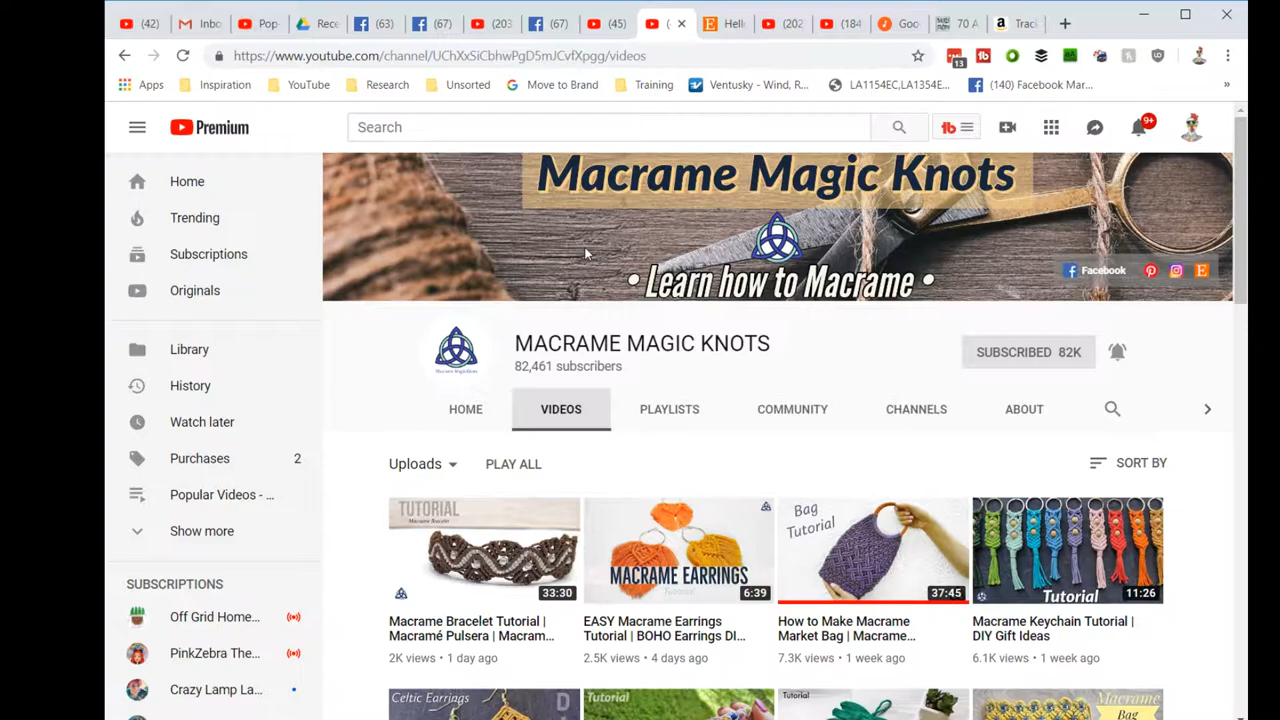 (42)
Inbo
Pop
Rece
(63)
(67)
(203
(67)
(45)
(
Hell
(202
(184
Goo
70 A
Track
https://www.youtube.com/channel/UChXxSiCbhwPgD5mCvfXpgg/videos
13
Apps
Inspiration
YouTube
Research
Unsorted
Move to Brand
Training
Ventusky - Wind, R...
LA1154EC,LA1354E...
(140) Facebook Mar...
»
Premium
Search
9+
Macrame Magic Knots
• Learn how to Macrame •
Facebook
Home
Trending
Subscriptions
Originals
Library
History
Watch later
Purchases 2
Popular Videos - ...
Show more
SUBSCRIPTIONS
Off Grid Home...
PinkZebra The...
Crazy Lamp La...
MACRAME MAGIC KNOTS
82,461 subscribers
SUBSCRIBED 82K
HOME
VIDEOS
PLAYLISTS
COMMUNITY
CHANNELS
ABOUT
Uploads
PLAY ALL
SORT BY
TUTORIAL
Macrame Bracelet
33:30
Macrame Bracelet Tutorial |
Macramé Pulsera | Macram...
2K views • 1 day ago
MACRAME EARRINGS
Tutorial
6:39
EASY Macrame Earrings
Tutorial | BOHO Earrings DI...
2.5K views • 4 days ago
Bag
Tutorial
37:45
How to Make Macrame
Market Bag | Macrame...
7.3K views • 1 week ago
Tutorial
11:26
Macrame Keychain Tutorial |
DIY Gift Ideas
6.1K views • 1 week ago
Celtic Earrings
D
Tutorial
Tutorial
Macrame
Bag